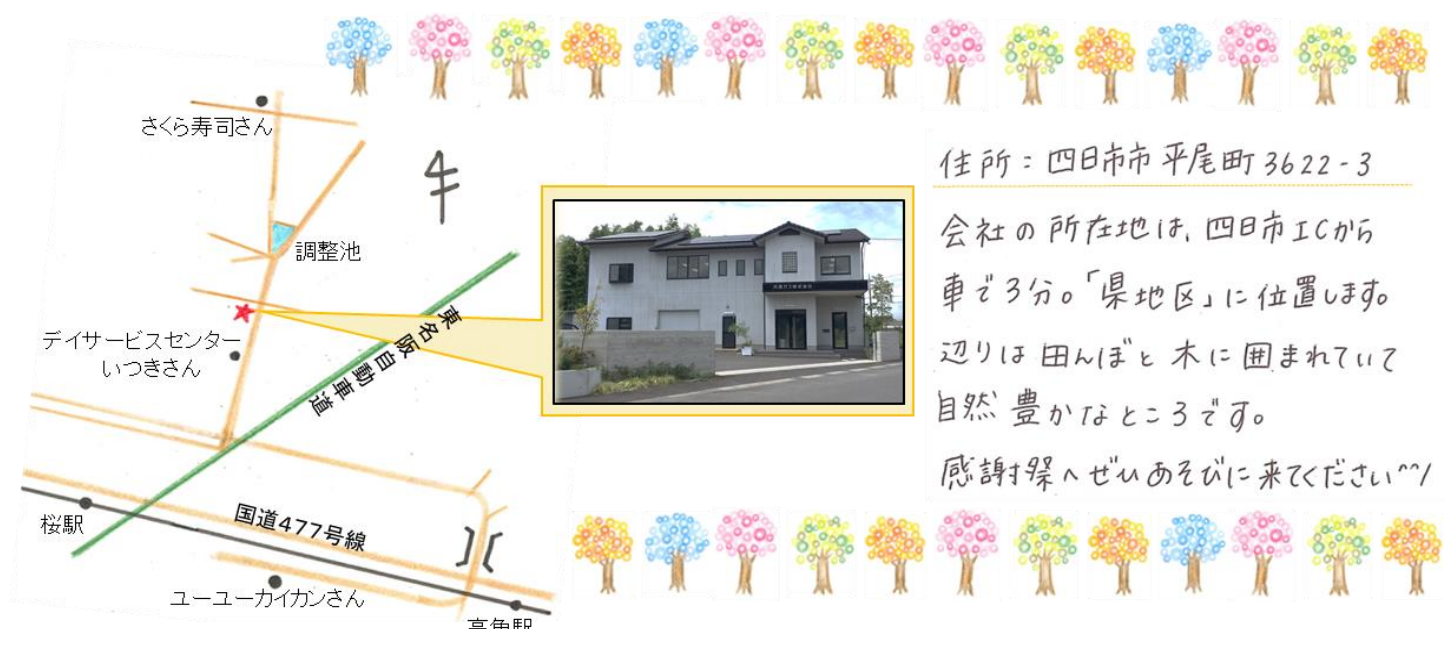 さくら寿司さん
調整池
デイサービスセンター
いつきさん
東名阪自動車道
桜駅
国道477号線
ユーユーカイカンさん
高角駅
住所：四日市市平尾町3622-3
会社の所在地は、四日市ICから
車で3分。「県地区」に位置します。
辺りは田んぼと木に囲まれていて
自然豊かなところです。
感謝祭へぜひあそびに来てください^^/